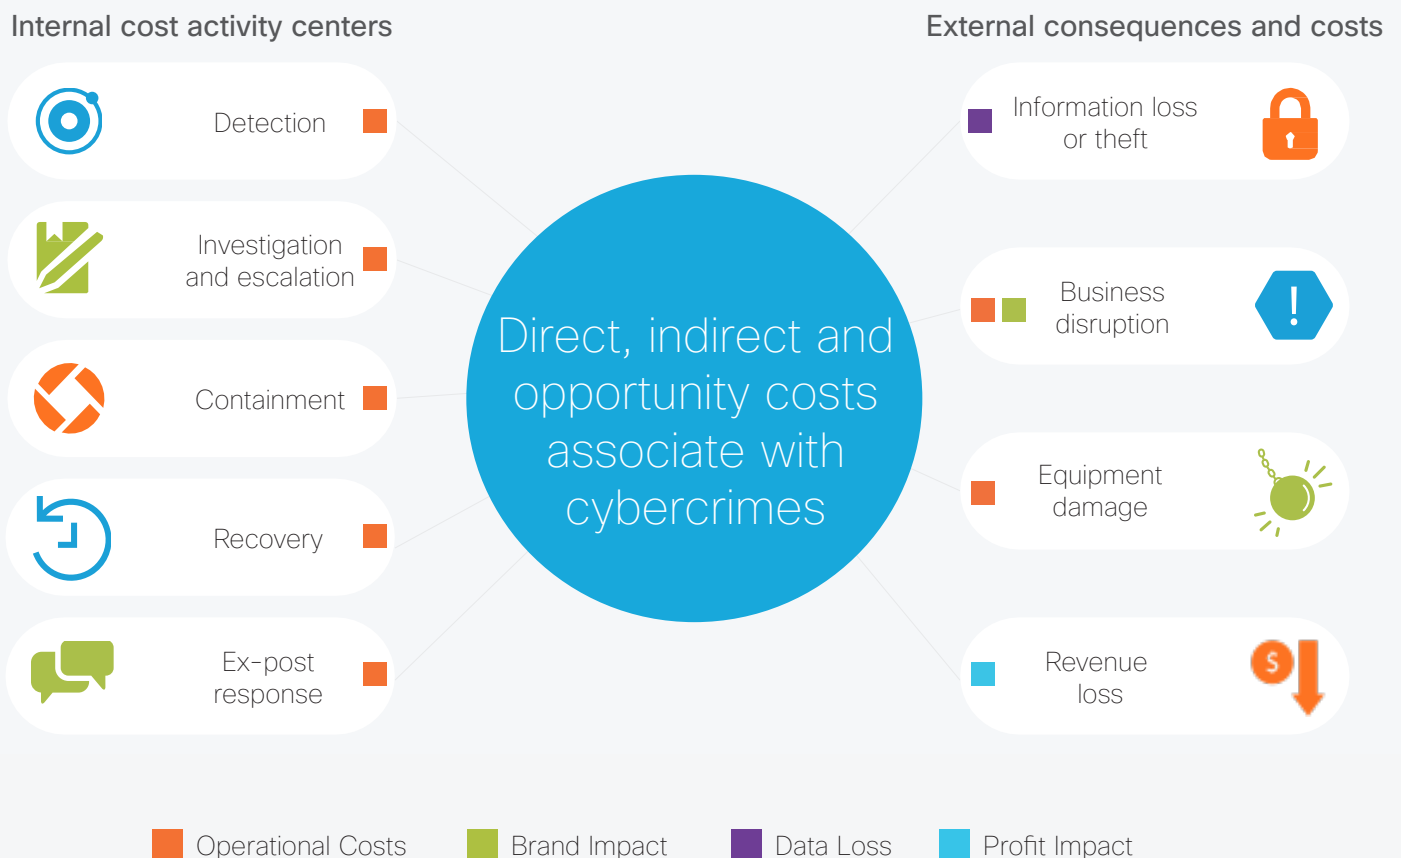 Internal cost activity centers
External consequences and costs
Detection
Investigation
and escalation
Containment
Recovery
Ex-post
response
Direct, indirect and
opportunity costs
associate with
cybercrimes
Information loss
or theft
Business
disruption
!
Equipment
damage
Revenue
loss
$
Operational Costs
Brand Impact
Data Loss
Profit Impact